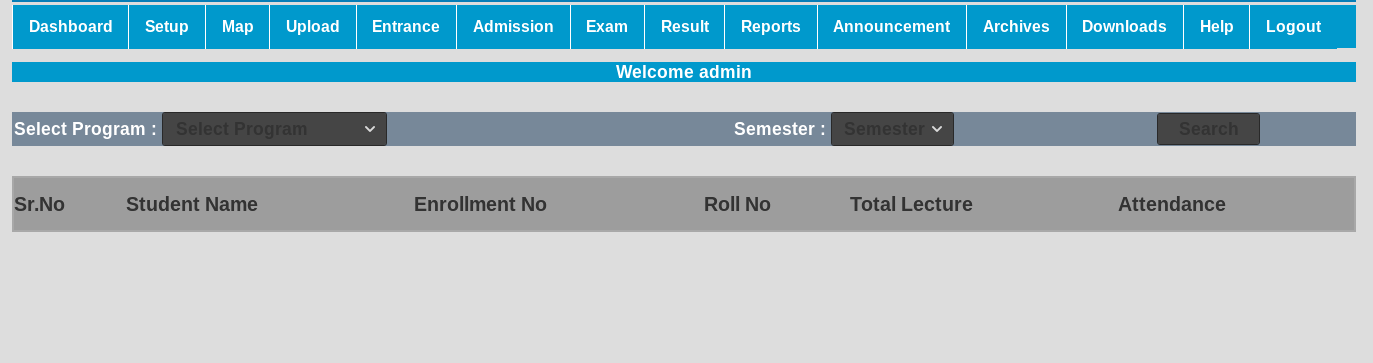 Dashboard Setup Map Upload Entrance Admission Exam Result Reports Announcement Archives Downloads Help Logout
Welcome admin
Select Program : Select Program Semester : Semester Search
Sr.No Student Name Enrollment No Roll No Total Lecture Attendance